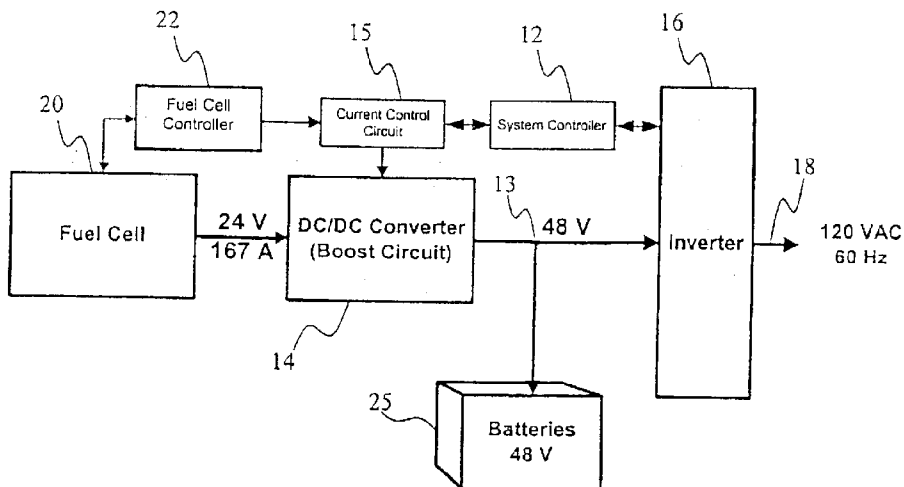 22
15
12
16
20
Fuel Cell
Controller
Current Control
Circuit
System Controller
18
Fuel Cell
24 V
167 A
DC/DC Converter
(Boost Circuit)
13
48 V
Inverter
120 VAC
60 Hz
14
25
Batteries
48 V